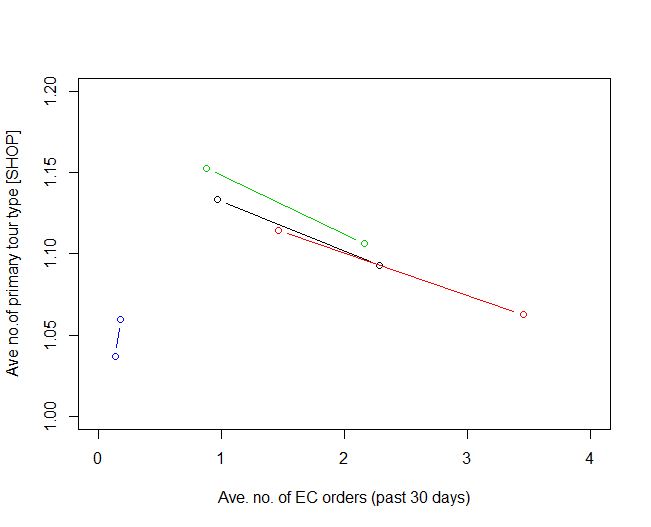 Ave no.of primary tour type [SHOP]
1.20
1.15
1.10
1.05
1.00
0 1 2 3 4
Ave. no. of EC orders (past 30 days)